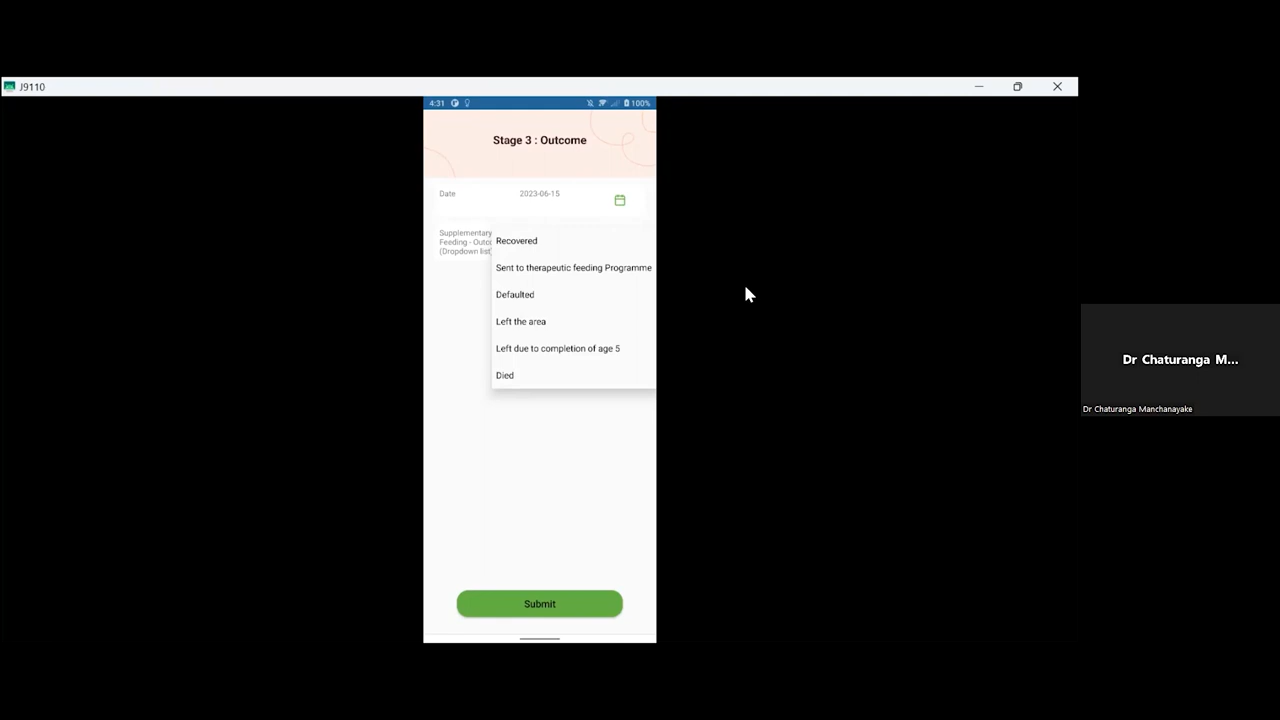 J9110
4:31
100%
Stage 3 : Outcome
Date
2023-06-15
Supplementary
Feeding - Outco
(Dropdown list)
Recovered
Sent to therapeutic feeding Programme
Defaulted
Left the area
Left due to completion of age 5
Died
Submit
Dr Chaturanga M...
Dr Chaturanga Manchanayake